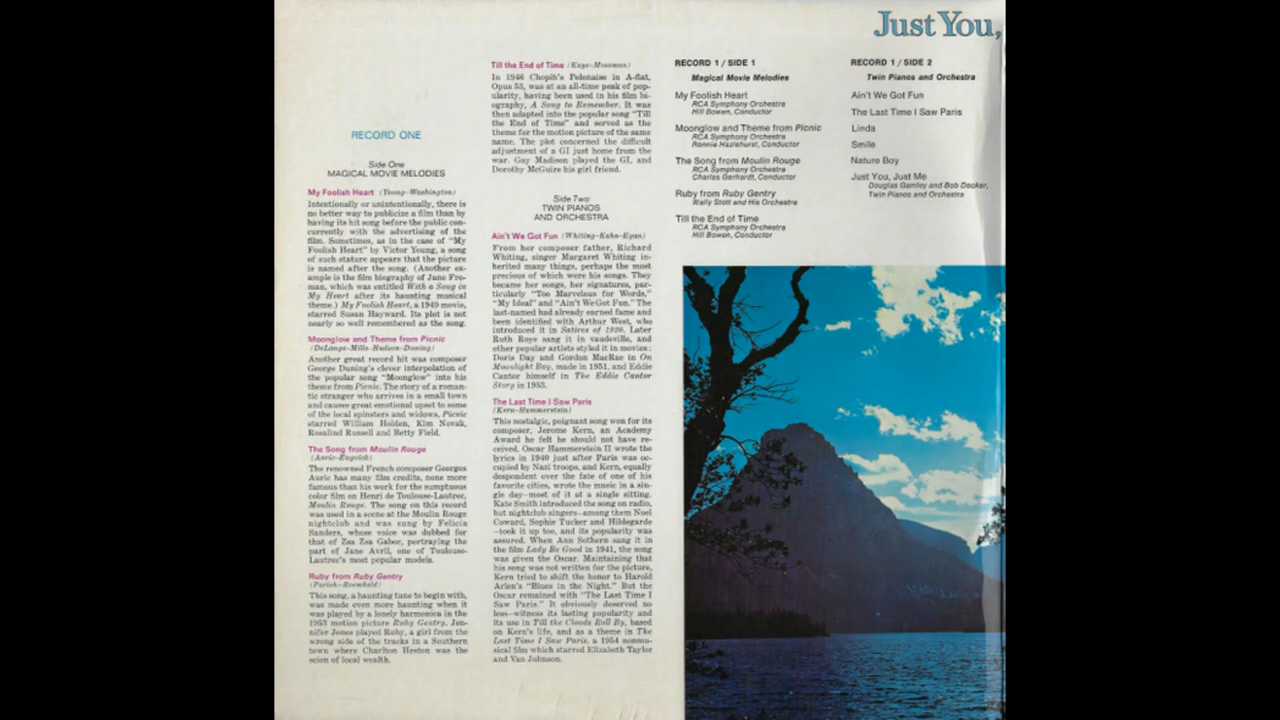 Just You,
RECORD ONE
Side One
MAGICAL MOVIE MELODIES
My Foolish Heart (Young-Washington)
Intentionally or unintentionally, there is
no better way to publicize a film than by
having its hit song before the public con-
currently with the advertising of the
film. Sometimes, as in the case of "My
Foolish Heart" by Victor Young, a song
of such stature appears that the picture
is named after the song. (Another ex-
ample is the film biography of Jane Fro-
man, which was entitled With a Song in
My Heart after its haunting musical
theme.) My Foolish Heart, a 1949 movie,
starred Susan Hayward. Its plot is not
nearly so well remembered as the song.
Moonglow and Theme from Picnic
(DeLange-Mills-Hudson-Duning)
Another great record hit was composer
George Duning's clever interpolation of
the popular song "Moonglow" into his
theme from Picnic. The story of a roman-
tic stranger who arrives in a small town
and causes great emotional upset to some
of the local spinsters and widows, Picnic
starred William Holden, Kim Novak,
Rosalind Russell and Betty Field.
The Song from Moulin Rouge
(Auric-Engvick)
The renowned French composer Georges
Auric has many film credits, none more
famous than his work for the sumptuous
color film on Henri de Toulouse-Lautrec,
Moulin Rouge. The song on this record
was used in a scene at the Moulin Rouge
nightclub and was sung by Felicia
Sanders, whose voice was dubbed for
that of Zsa Zsa Gabor, portraying the
part of Jane Avril, one of Toulouse-
Lautrec's most popular models.
Ruby from Ruby Gentry
(Parish-Roemheld)
This song, a haunting tune to begin with,
was made even more haunting when it
was played by a lonely harmonica in the
1953 motion picture Ruby Gentry. Jen-
nifer Jones played Ruby, a girl from the
wrong side of the tracks in a Southern
town where Charlton Heston was the
scion of local wealth.
Till the End of Time (Kaye-Mossman)
In 1946 Chopin's Polonaise in A-flat,
Opus 53, was at an all-time peak of pop-
ularity, having been used in his film bi-
ography, A Song to Remember. It was
then adapted into the popular song "Till
the End of Time" and served as the
theme for the motion picture of the same
name. The plot concerned the difficult
adjustment of a GI just home from the
war. Guy Madison played the GI, and
Dorothy McGuire his girl friend.
Side Two
TWIN PIANOS
AND ORCHESTRA
Ain't We Got Fun (Whiting-Kahn-Egan)
From her composer father, Richard
Whiting, singer Margaret Whiting in-
herited many things, perhaps the most
precious of which were his songs. They
became her songs, her signatures, par-
ticularly "Too Marvelous for Words,"
"My Ideal" and "Ain't We Got Fun." The
last-named had already earned fame and
been identified with Arthur West, who
introduced it in Satires of 1920. Later
Ruth Roye sang it in vaudeville, and
other popular artists styled it in movies:
Doris Day and Gordon MacRae in On
Moonlight Bay, made in 1951, and Eddie
Cantor himself in The Eddie Cantor
Story in 1953.
The Last Time I Saw Paris
(Kern-Hammerstein)
This nostalgic, poignant song won for its
composer, Jerome Kern, an Academy
Award he felt he should not have re-
ceived. Oscar Hammerstein II wrote the
lyrics in 1940 just after Paris was oc-
cupied by Nazi troops, and Kern, equally
despondent over the fate of one of his
favorite cities, wrote the music in a sin-
gle day—most of it at a single sitting.
Kate Smith introduced the song on radio,
but nightclub singers—among them Noel
Coward, Sophie Tucker and Hildegarde
—took it up too, and its popularity was
assured. When Ann Sothern sang it in
the film Lady Be Good in 1941, the song
was given the Oscar. Maintaining that
his song was not written for the picture,
Kern tried to shift the honor to Harold
Arlen's "Blues in the Night." But the
Oscar remained with "The Last Time I
Saw Paris." It obviously deserved no
less—witness its lasting popularity and
its use in Till the Clouds Roll By, based
on Kern's life, and as a theme in The
Last Time I Saw Paris, a 1954 nonmu-
sical film which starred Elizabeth Taylor
and Van Johnson.
RECORD 1 / SIDE 1
Magical Movie Melodies
My Foolish Heart
RCA Symphony Orchestra
Hill Bowen, Conductor
Moonglow and Theme from Picnic
RCA Symphony Orchestra
Ronnie Hazlehurst, Conductor
The Song from Moulin Rouge
RCA Symphony Orchestra
Charles Gerhardt, Conductor
Ruby from Ruby Gentry
Wally Stott and His Orchestra
Till the End of Time
RCA Symphony Orchestra
Hill Bowen, Conductor
RECORD 1 / SIDE 2
Twin Pianos and Orchestra
Ain't We Got Fun
The Last Time I Saw Paris
Linda
Smile
Nature Boy
Just You, Just Me
Douglas Gamley and Bob Docker,
Twin Pianos and Orchestra